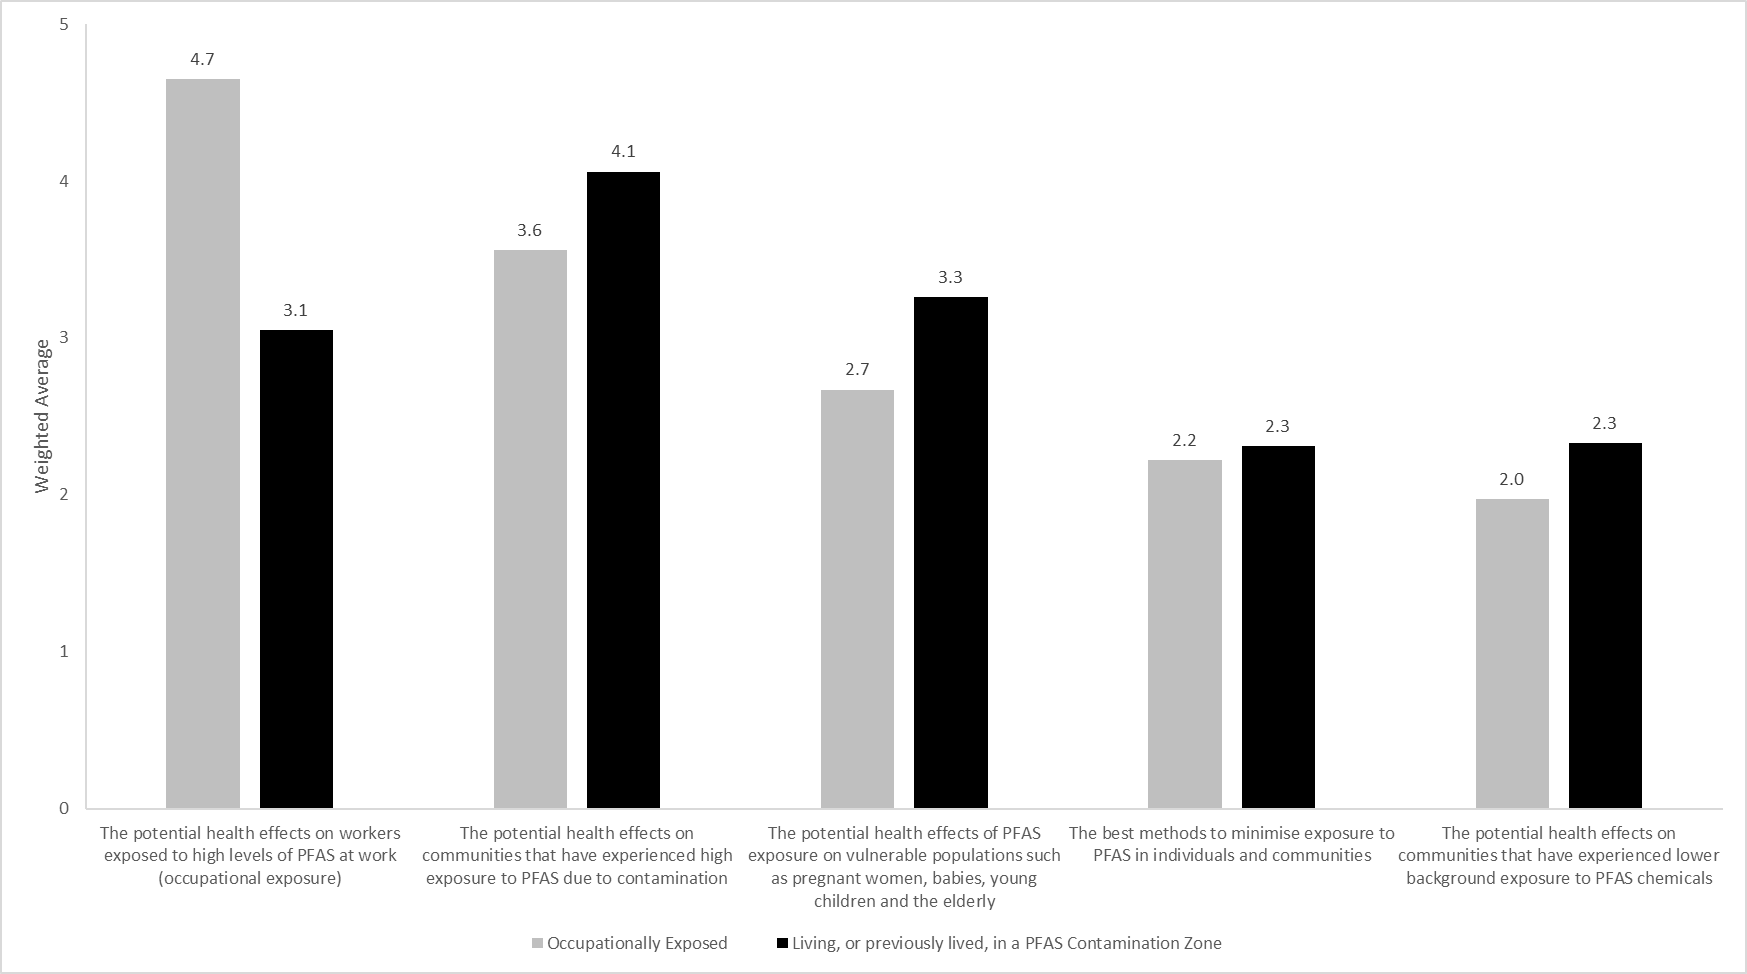 5
4
3
2
1
0
Weighted Average
4.7
3.1
3.6
4.1
2.7
3.3
2.2
2.3
2.0
2.3
The potential health effects on workers
exposed to high levels of PFAS at work
(occupational exposure)
The potential health effects on
communities that have experienced high
exposure to PFAS due to contamination
The potential health effects of PFAS
exposure on vulnerable populations such
as pregnant women, babies, young
children and the elderly
The best methods to minimise exposure to
PFAS in individuals and communities
The potential health effects on
communities that have experienced lower
background exposure to PFAS chemicals
Occupationally Exposed
Living, or previously lived, in a PFAS Contamination Zone